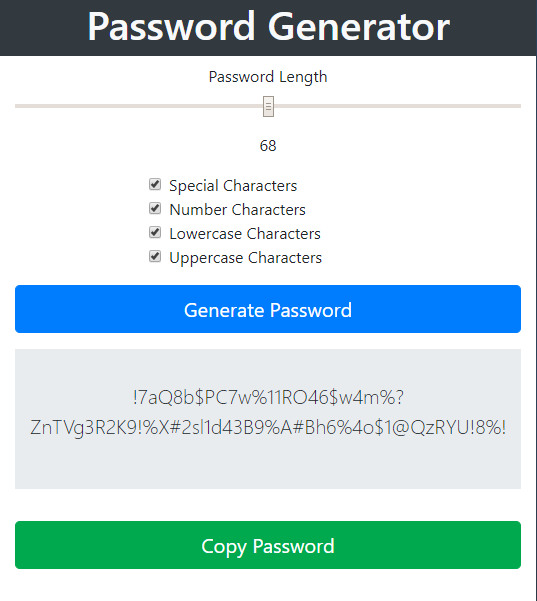 Password Generator
Password Length
68
Special Characters
Number Characters
Lowercase Characters
Uppercase Characters
Generate Password
!7aQ8b$PC7w%11RO46$w4m%?
ZnTVg3R2K9!%X#2sl1d43B9%A#Bh6%4o$1@QzRYU!8%!
Copy Password